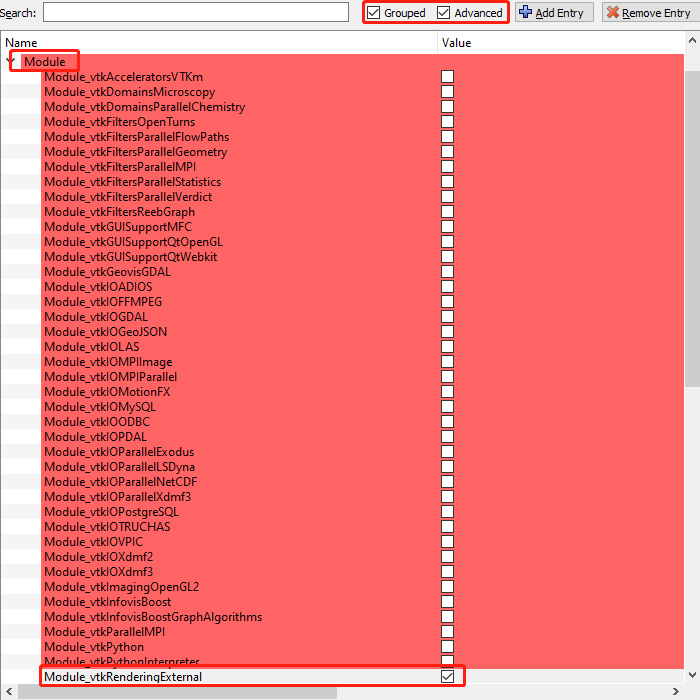 Search: Grouped Advanced Add Entry Remove Entry
Name Value
Module
Module_vtkAcceleratorsVTKm
Module_vtkDomainsMicroscopy
Module_vtkDomainsParallelChemistry
Module_vtkFiltersOpenTurns
Module_vtkFiltersParallelFlowPaths
Module_vtkFiltersParallelGeometry
Module_vtkFiltersParallelMPI
Module_vtkFiltersParallelStatistics
Module_vtkFiltersParallelVerdict
Module_vtkFiltersReebGraph
Module_vtkGUISupportMFC
Module_vtkGUISupportQtOpenGL
Module_vtkGUISupportQtWebkit
Module_vtkGeovisGDAL
Module_vtkIOADIOS
Module_vtkIOFFMPEG
Module_vtkIOGDAL
Module_vtkIOGeoJSON
Module_vtkIOLAS
Module_vtkIOMPIImage
Module_vtkIOMPIParallel
Module_vtkIOMotionFX
Module_vtkIOMySQL
Module_vtkIOODBC
Module_vtkIOPDAL
Module_vtkIOParallelExodus
Module_vtkIOParallelLSDyna
Module_vtkIOParallelNetCDF
Module_vtkIOParallelXdmf3
Module_vtkIOPostgreSQL
Module_vtkIOTRUCHAS
Module_vtkIOVPIC
Module_vtkIOXdmf2
Module_vtkIOXdmf3
Module_vtkImagingOpenGL2
Module_vtkInfovisBoost
Module_vtkInfovisBoostGraphAlgorithms
Module_vtkParallelMPI
Module_vtkPython
Module_vtkPythonInterpreter
Module_vtkRenderingExternal